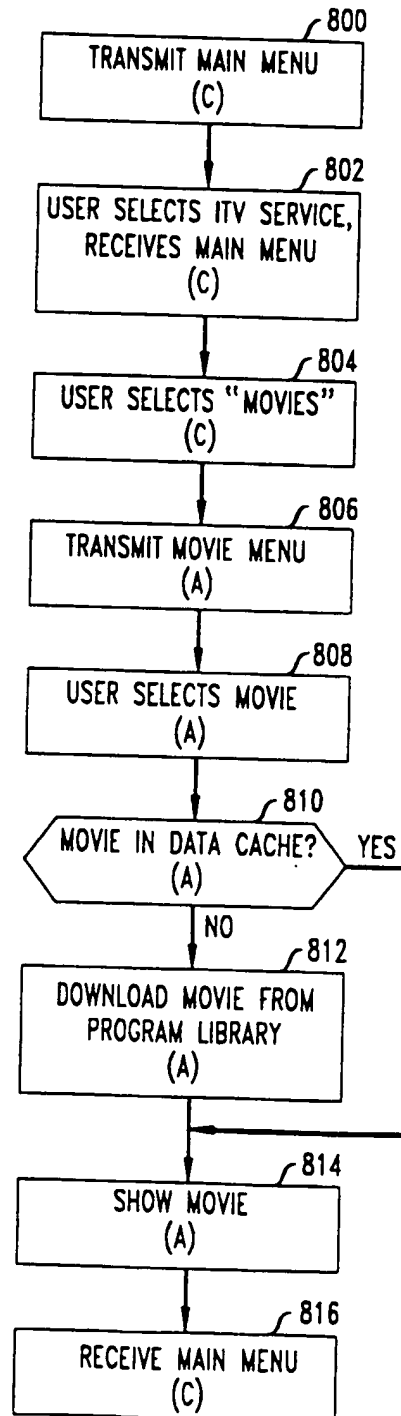 800
TRANSMIT MAIN MENU
(C)
802
USER SELECTS ITV SERVICE,
RECEIVES MAIN MENU
(C)
804
USER SELECTS "MOVIES"
(C)
806
TRANSMIT MOVIE MENU
(A)
808
USER SELECTS MOVIE
(A)
810
MOVIE IN DATA CACHE?
(A)
YES
NO
812
DOWNLOAD MOVIE FROM
PROGRAM LIBRARY
(A)
814
SHOW MOVIE
(A)
816
RECEIVE MAIN MENU
(C)